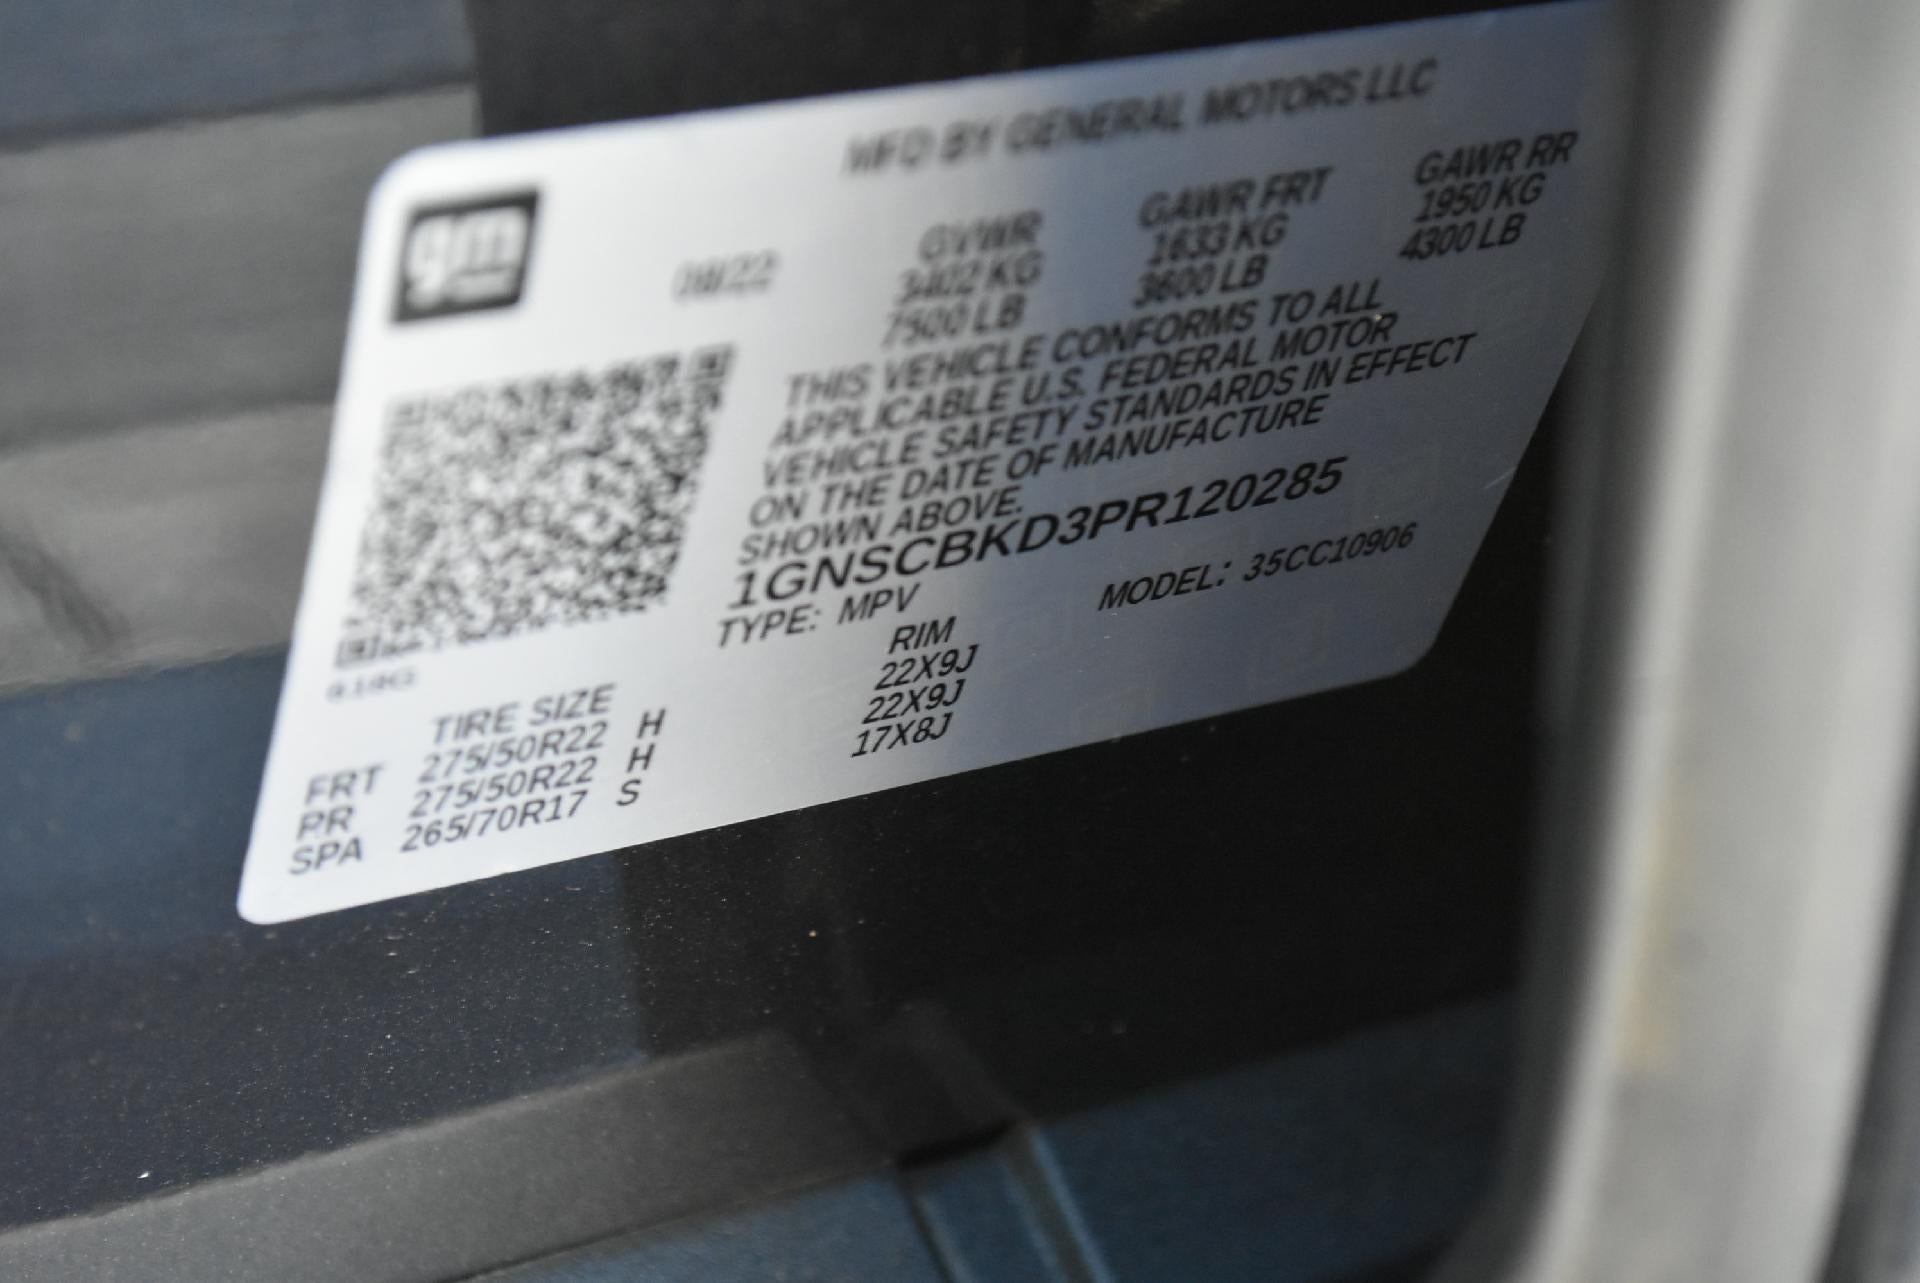 MFD BY GENERAL MOTORS LLC
gm
GVWR GAWR FRT GAWR RR
3402 KG 1633 KG 1950 KG
7500 LB 3600 LB 4300 LB
THIS VEHICLE CONFORMS TO ALL
APPLICABLE U.S. FEDERAL MOTOR
VEHICLE SAFETY STANDARDS IN EFFECT
ON THE DATE OF MANUFACTURE
SHOWN ABOVE.
1GNSCBKD3PR120285
TYPE: MPV MODEL: 35CC10906
TIRE SIZE RIM
FRT 275/50R22 H 22X9J
RR 275/50R22 H 22X9J
SPA 265/70R17 S 17X8J